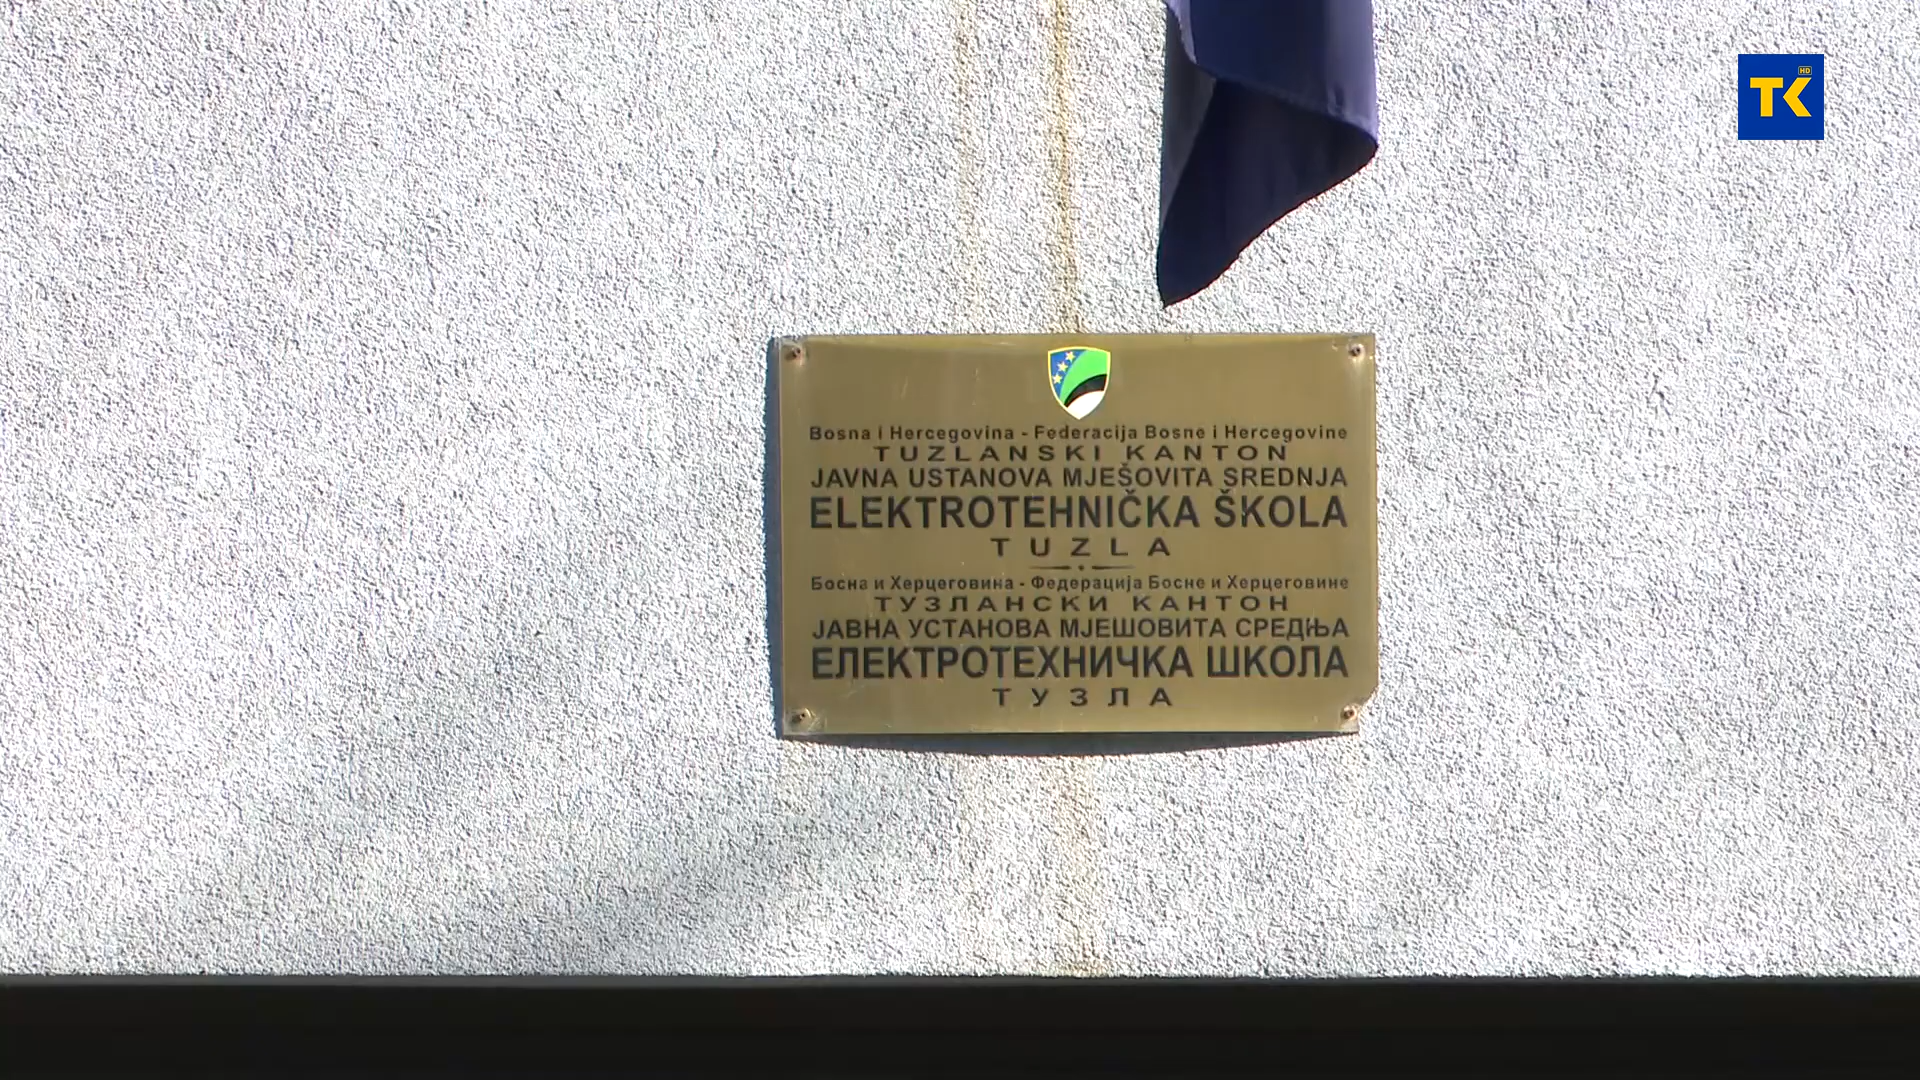 TK HD
Bosna i Hercegovina - Federacija Bosne i Hercegovine
TUZLANSKI KANTON
JAVNA USTANOVA MJEŠOVITA SREDNJA
ELEKTROTEHNIČKA ŠKOLA
TUZLA
Босна и Херцеговина - Федерација Босне и Херцеговине
ТУЗЛАНСКИ КАНТОН
ЈАВНА УСТАНОВА МЈЕШОВИТА СРЕДЊА
ЕЛЕКТРОТЕХНИЧКА ШКОЛА
ТУЗЛА